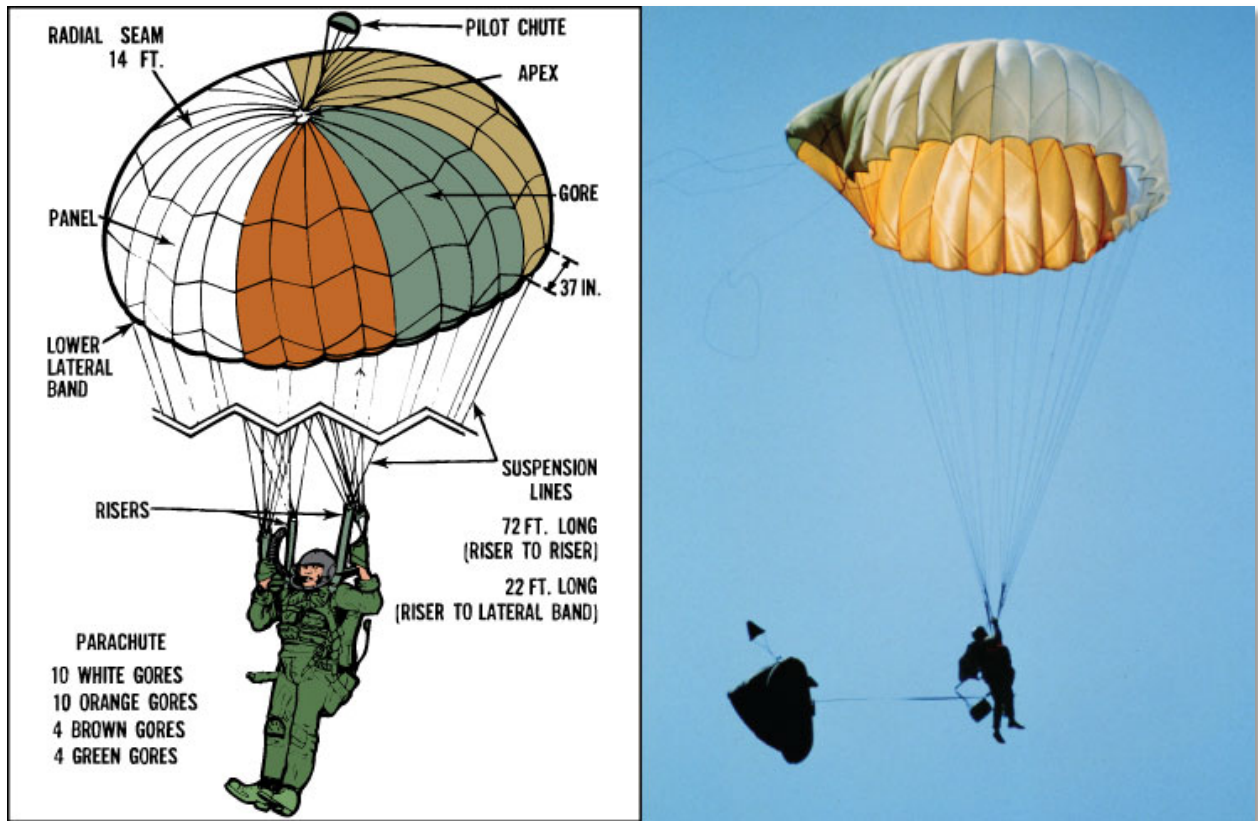 PILOT CHUTE
RADIAL SEAM
14 FT.
APEX
GORE
PANEL
37 IN.
LOWER
LATERAL
BAND
SUSPENSION
LINES
RISERS
72 FT. LONG
(RISER TO RISER)
22 FT. LONG
(RISER TO LATERAL BAND)
PARACHUTE
10 WHITE GORES
10 ORANGE GORES
4 BROWN GORES
4 GREEN GORES